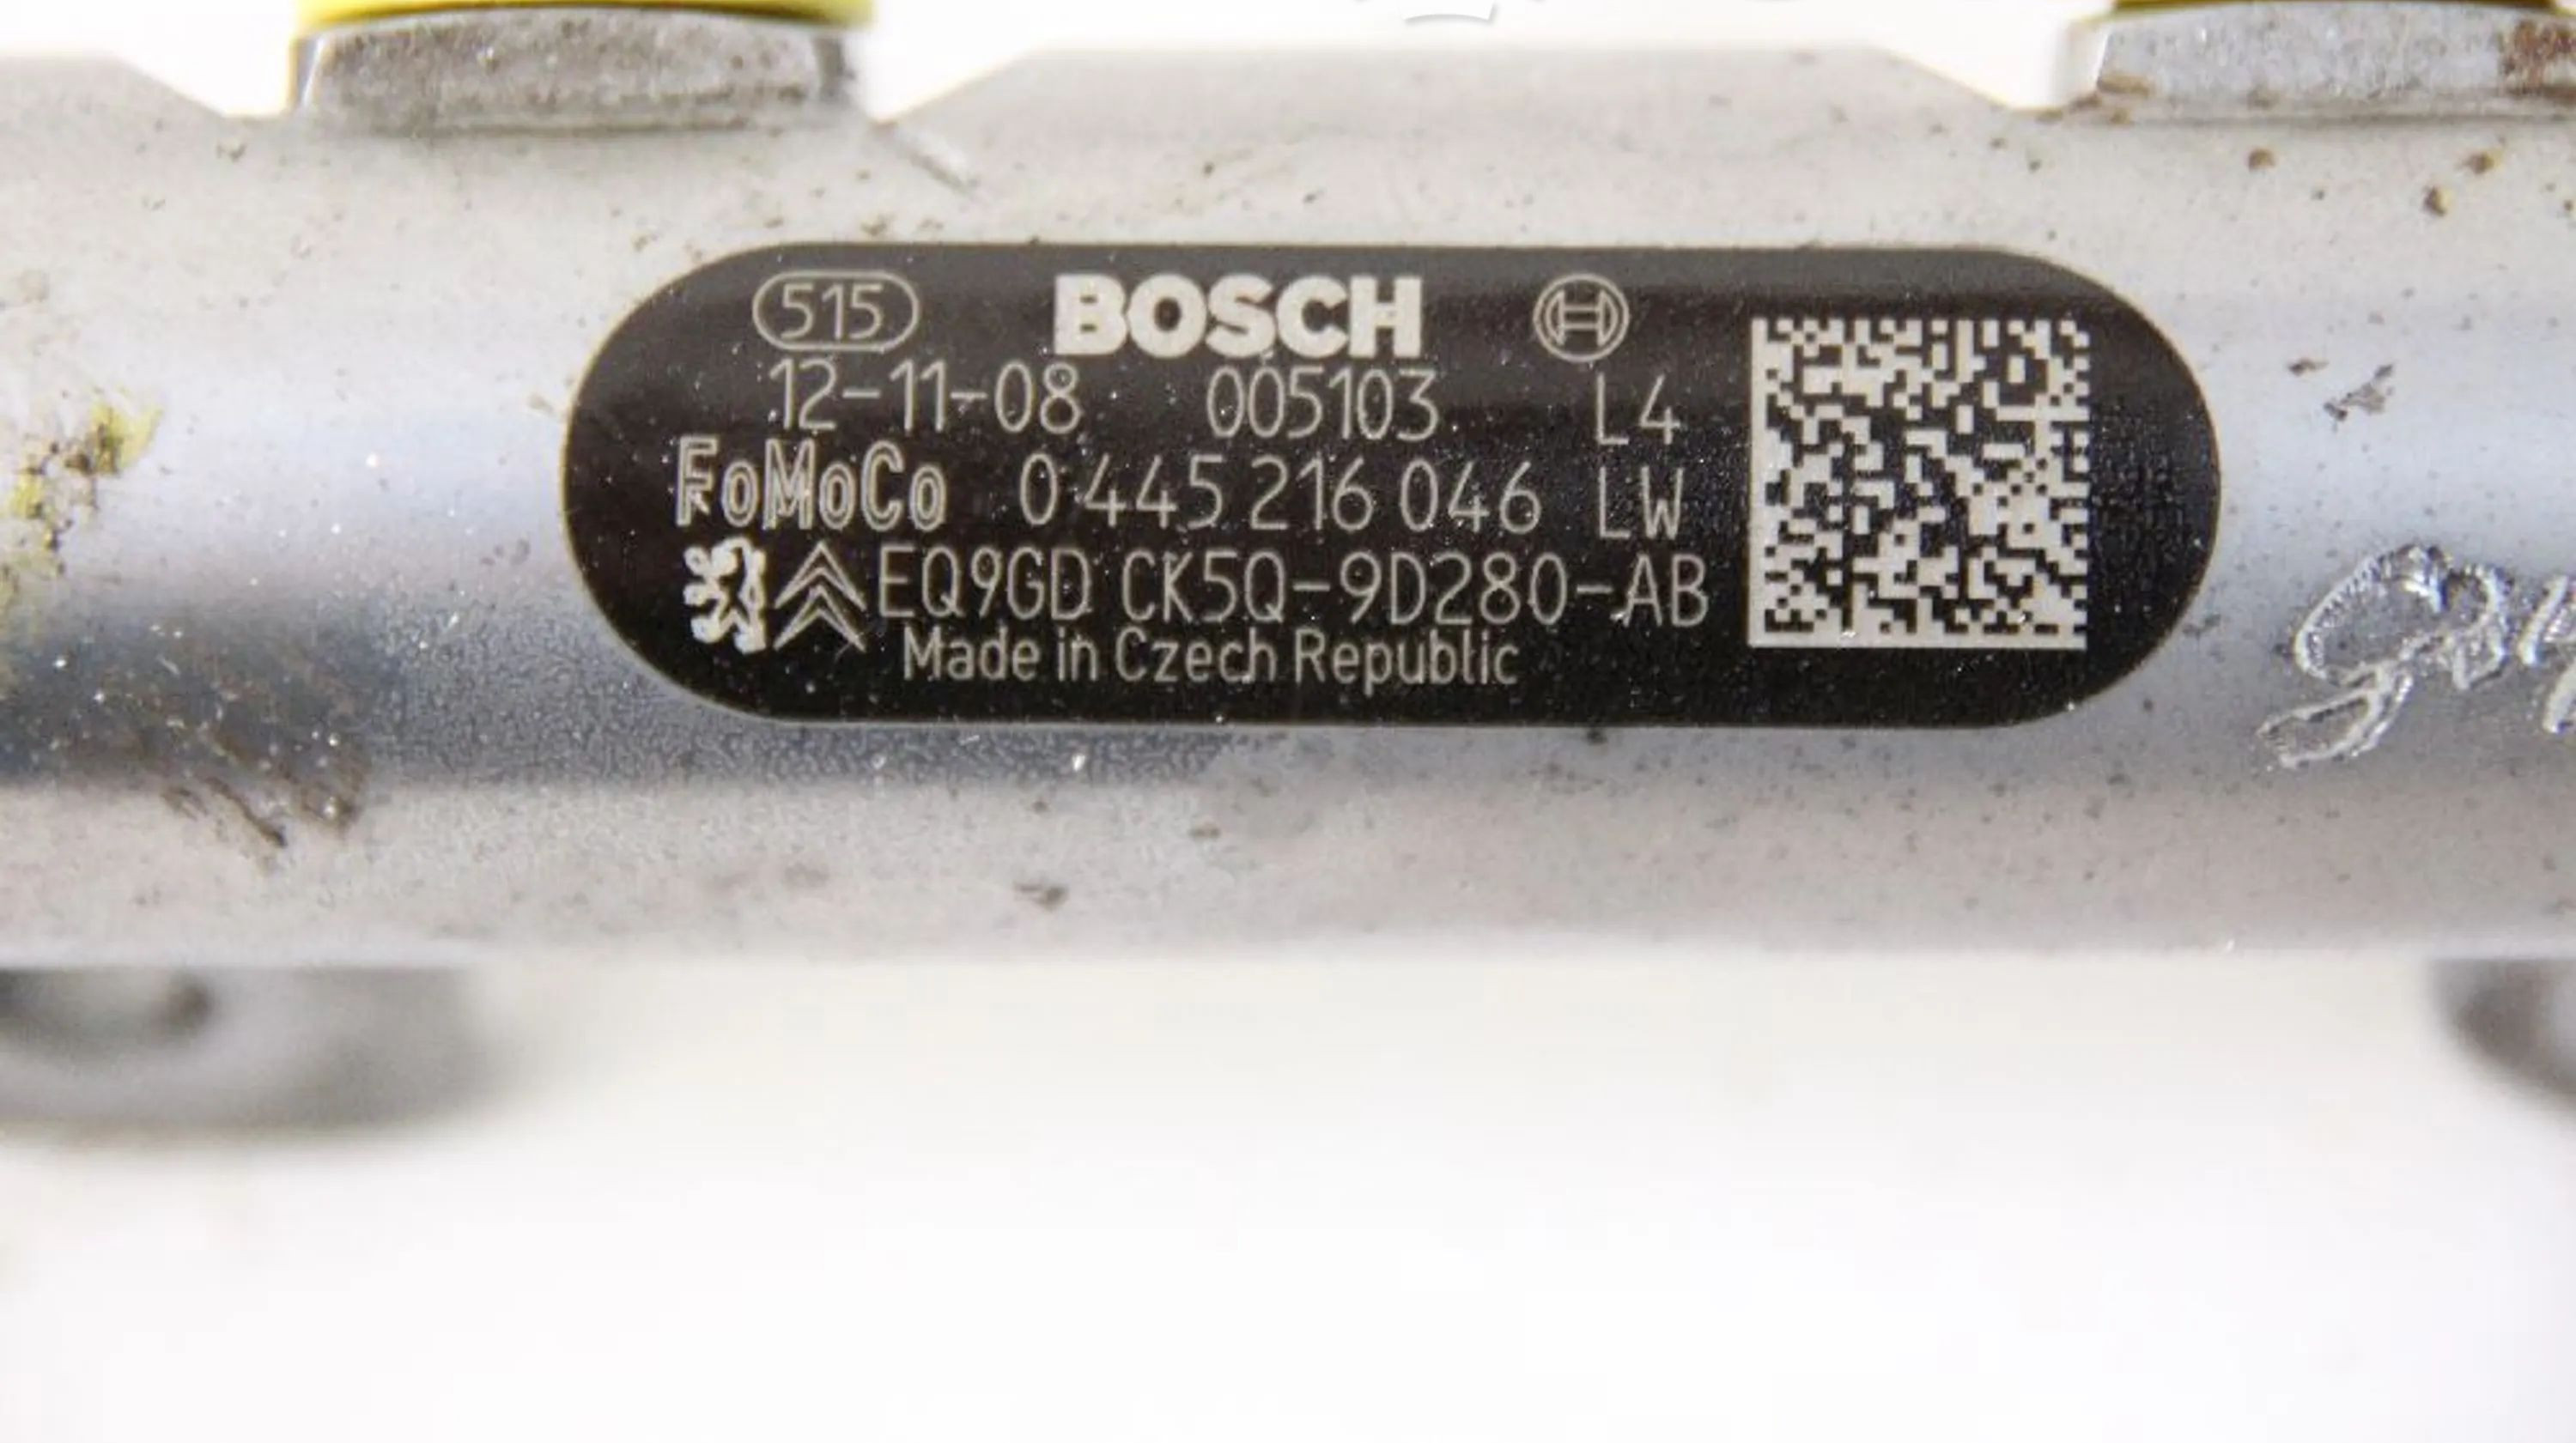 515 BOSCH
12-11-08 005103 L4
FoMoCo 0 445 216 046 LW
EQ9GD CK5Q-9D280-AB
Made in Czech Republic